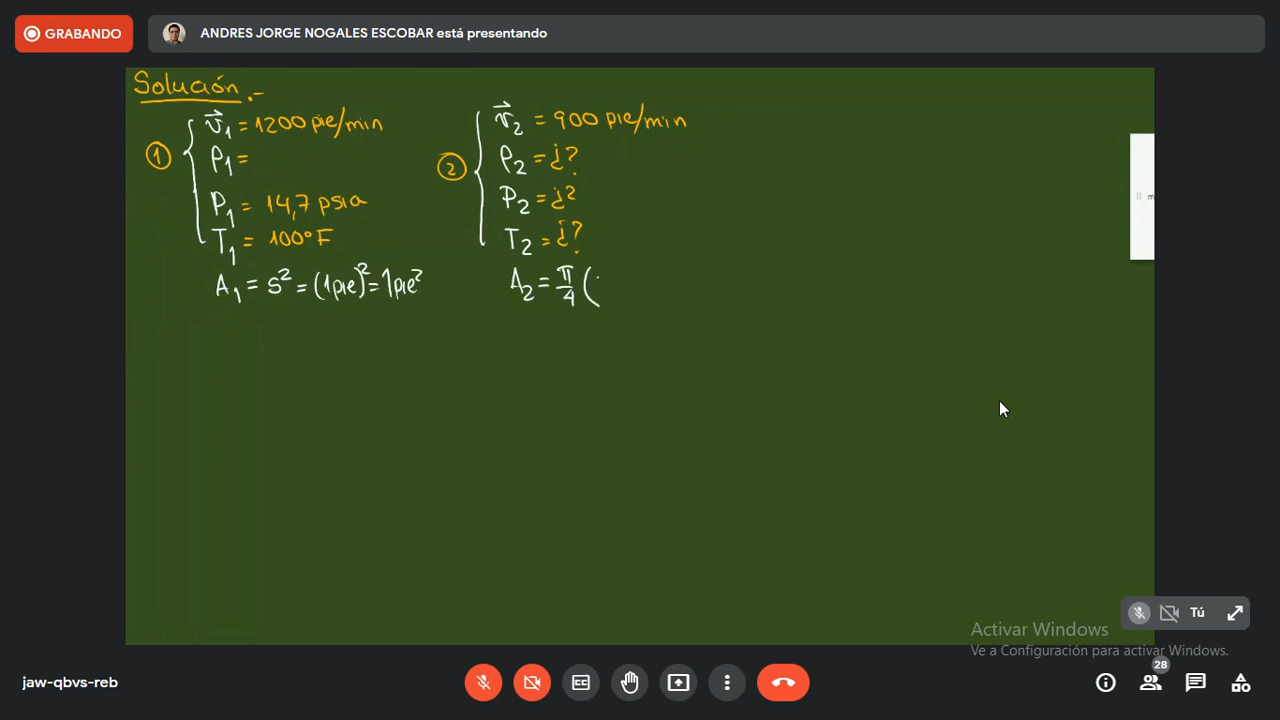 GRABANDO
ANDRES JORGE NOGALES ESCOBAR está presentando
Solución.-
① v⃗₁ = 1200 pie/min
ρ₁ =
P₁ = 14,7 psia
T₁ = 100°F
A₁ = s² = (1pie)² = 1pie²
② v⃗₂ = 900 pie/min
ρ₂ = ¿?
P₂ = ¿?
T₂ = ¿?
A₂ = π/4 (
Tú
Activar Windows
Ve a Configuración para activar Windows.
jaw-qbvs-reb
CC
28